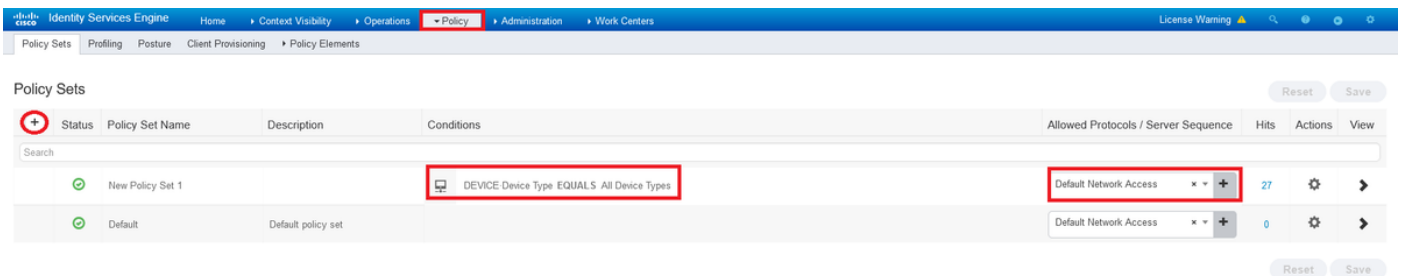 cisco Identity Services Engine Home Context Visibility Operations Policy Administration Work Centers License Warning
Policy Sets Profiling Posture Client Provisioning Policy Elements
Policy Sets
Reset Save
+ Status Policy Set Name Description Conditions Allowed Protocols / Server Sequence Hits Actions View
Search
New Policy Set 1 DEVICE·Device Type EQUALS All Device Types Default Network Access × + 27
Default Default policy set Default Network Access × + 0
Reset Save